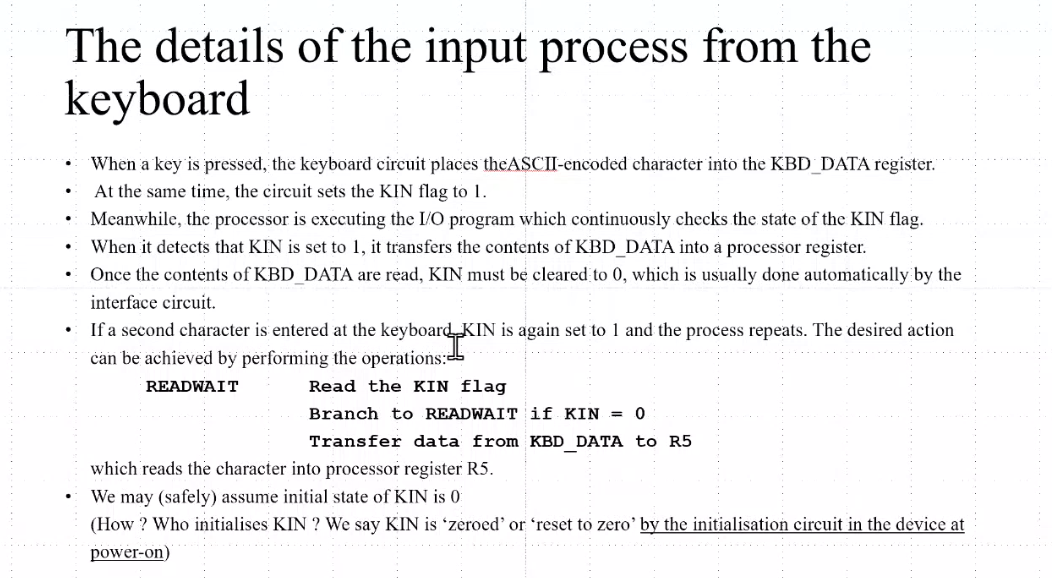 The details of the input process from the
keyboard
• When a key is pressed, the keyboard circuit places theASCII-encoded character into the KBD_DATA register.
• At the same time, the circuit sets the KIN flag to 1.
• Meanwhile, the processor is executing the I/O program which continuously checks the state of the KIN flag.
• When it detects that KIN is set to 1, it transfers the contents of KBD_DATA into a processor register.
• Once the contents of KBD_DATA are read, KIN must be cleared to 0, which is usually done automatically by the
interface circuit.
• If a second character is entered at the keyboard, KIN is again set to 1 and the process repeats. The desired action
can be achieved by performing the operations:
READWAIT Read the KIN flag
Branch to READWAIT if KIN = 0
Transfer data from KBD_DATA to R5
which reads the character into processor register R5.
• We may (safely) assume initial state of KIN is 0
(How ? Who initialises KIN ? We say KIN is ‘zeroed’ or ‘reset to zero’ by the initialisation circuit in the device at
power-on)